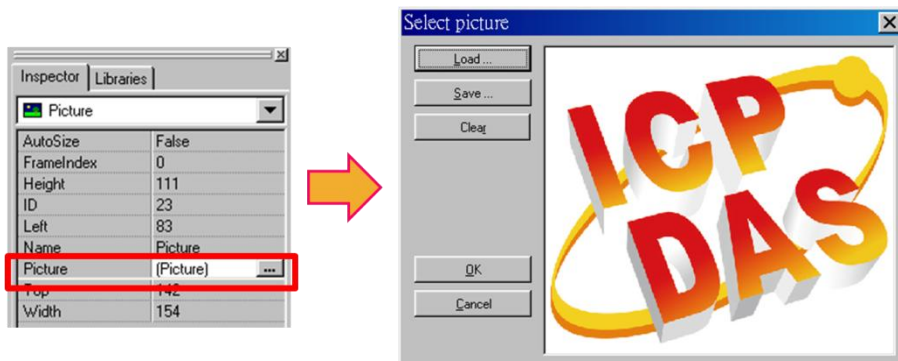 Inspector
Libraries
Picture
AutoSize False
FrameIndex 0
Height 111
ID 23
Left 83
Name Picture
Picture (Picture) ...
Top 142
Width 154
Select picture
Load ...
Save ...
Clear
OK
Cancel
ICP
DAS